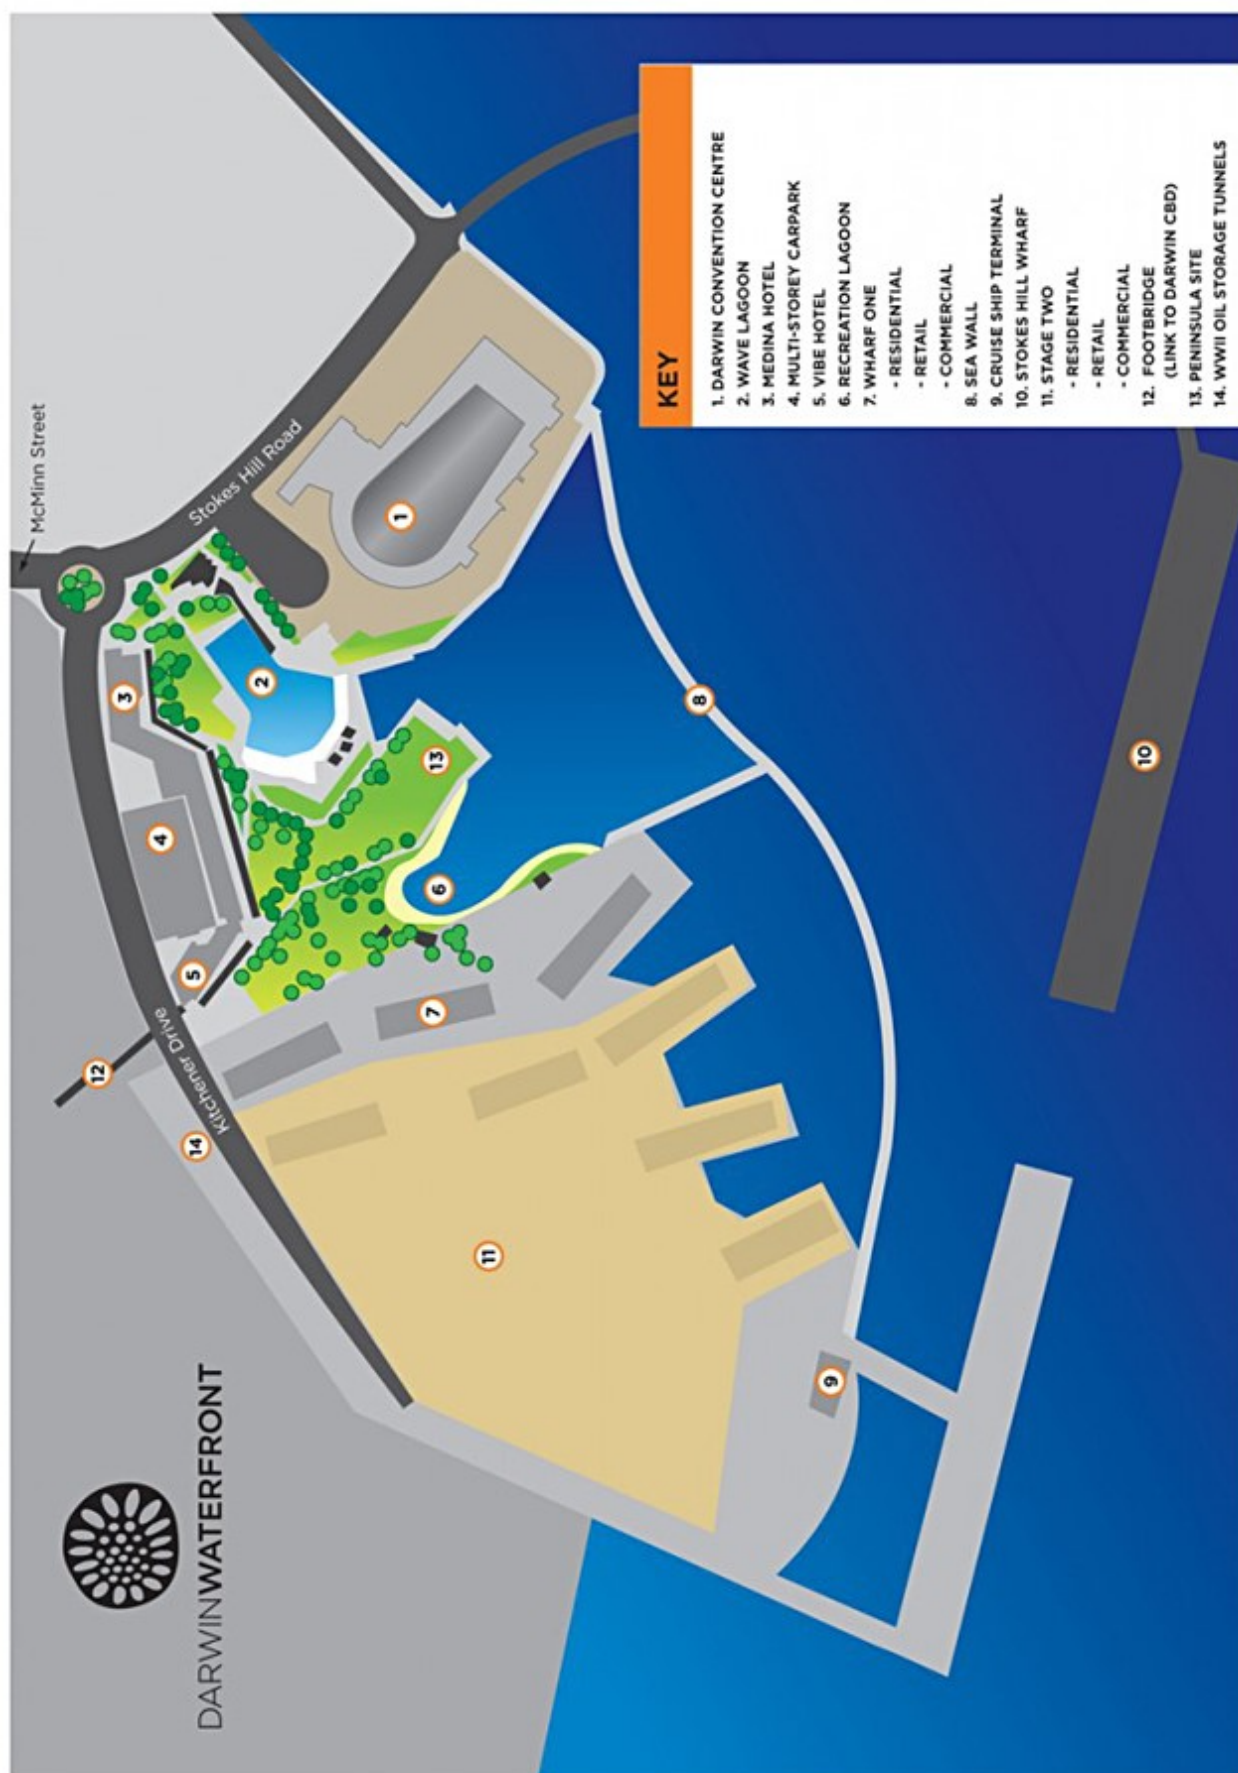 DARWINWATERFRONT
McMinn Street
Stokes Hill Road
Kitchener Drive
1
2
3
4
5
6
7
8
9
10
11
12
13
14
KEY
1. DARWIN CONVENTION CENTRE
2. WAVE LAGOON
3. MEDINA HOTEL
4. MULTI-STOREY CARPARK
5. VIBE HOTEL
6. RECREATION LAGOON
7. WHARF ONE
- RESIDENTIAL
- RETAIL
- COMMERCIAL
8. SEA WALL
9. CRUISE SHIP TERMINAL
10. STOKES HILL WHARF
11. STAGE TWO
- RESIDENTIAL
- RETAIL
- COMMERCIAL
12. FOOTBRIDGE
(LINK TO DARWIN CBD)
13. PENINSULA SITE
14. WWII OIL STORAGE TUNNELS